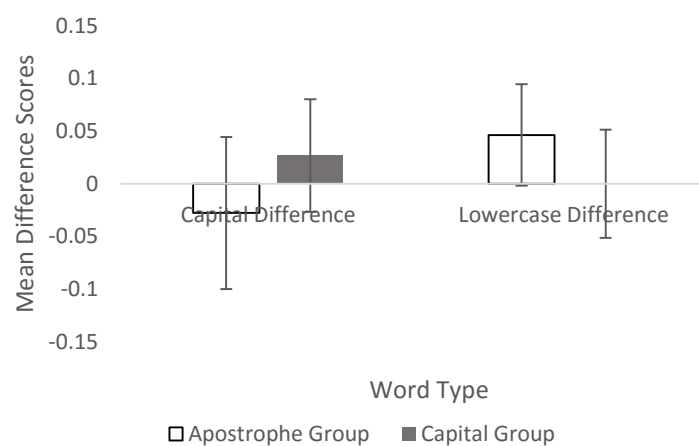 0.15
0.1
0.05
0
-0.05
-0.1
-0.15
Mean Difference Scores
Capital Difference
Lowercase Difference
Word Type
Apostrophe Group
Capital Group